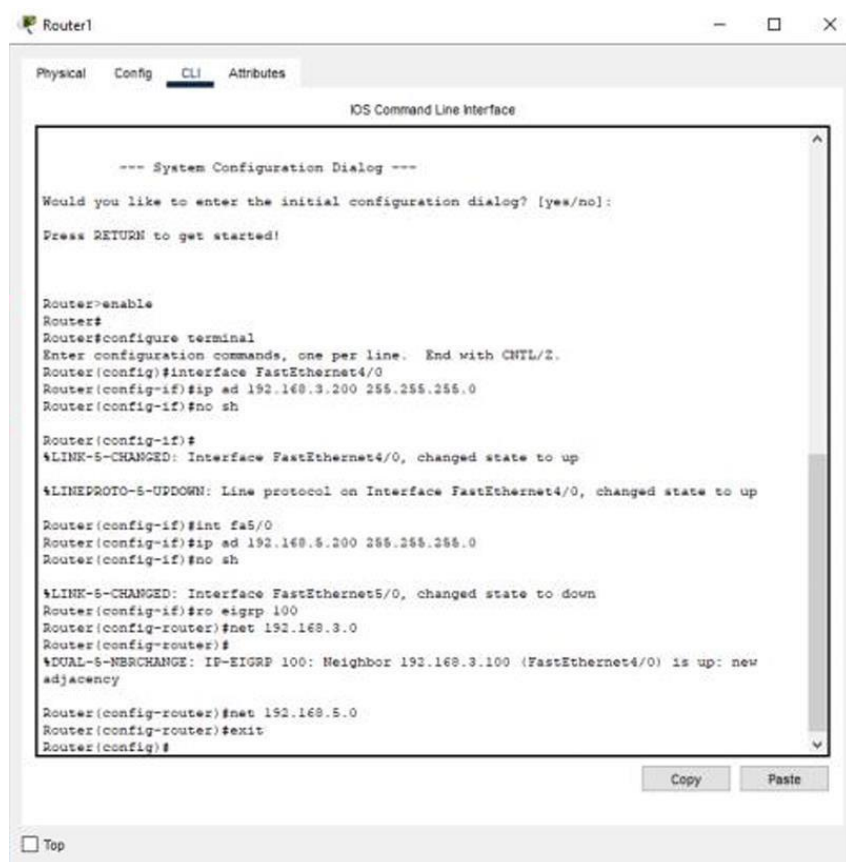 Router1
Physical Config CLI Attributes
IOS Command Line Interface
--- System Configuration Dialog ---
Would you like to enter the initial configuration dialog? [yes/no]:
Press RETURN to get started!
Router>enable
Router#
Router#configure terminal
Enter configuration commands, one per line.  End with CNTL/Z.
Router(config)#interface FastEthernet4/0
Router(config-if)#ip ad 192.168.3.200 255.255.255.0
Router(config-if)#no sh
Router(config-if)#
%LINK-5-CHANGED: Interface FastEthernet4/0, changed state to up
%LINEPROTO-5-UPDOWN: Line protocol on Interface FastEthernet4/0, changed state to up
Router(config-if)#int fa5/0
Router(config-if)#ip ad 192.168.5.200 255.255.255.0
Router(config-if)#no sh
%LINK-5-CHANGED: Interface FastEthernet5/0, changed state to down
Router(config-if)#ro eigrp 100
Router(config-router)#net 192.168.3.0
Router(config-router)#
%DUAL-5-NBRCHANGE: IP-EIGRP 100: Neighbor 192.168.3.100 (FastEthernet4/0) is up: new
adjacency
Router(config-router)#net 192.168.5.0
Router(config-router)#exit
Router(config)#
Copy Paste
Top